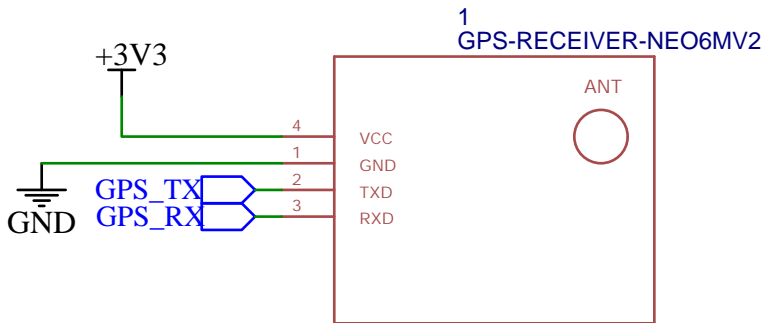 1
GPS-RECEIVER-NEO6MV2
+3V3
ANT
4
VCC
1
GND
GPS_TX
2
TXD
GND
GPS_RX
3
RXD